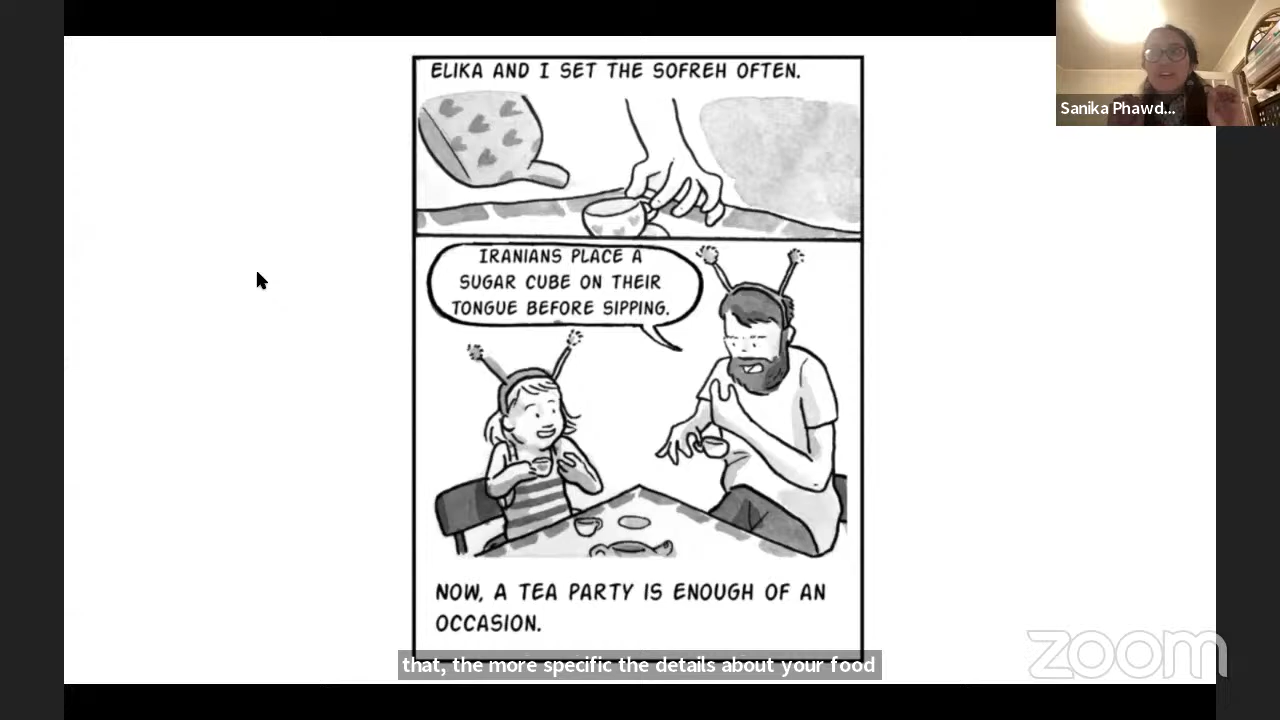 ELIKA AND I SET THE SOFREH OFTEN.
Sanika Phawd...
IRANIANS PLACE A
SUGAR CUBE ON THEIR
TONGUE BEFORE SIPPING.
NOW, A TEA PARTY IS ENOUGH OF AN
OCCASION.
that, the more specific the details about your food
zoom